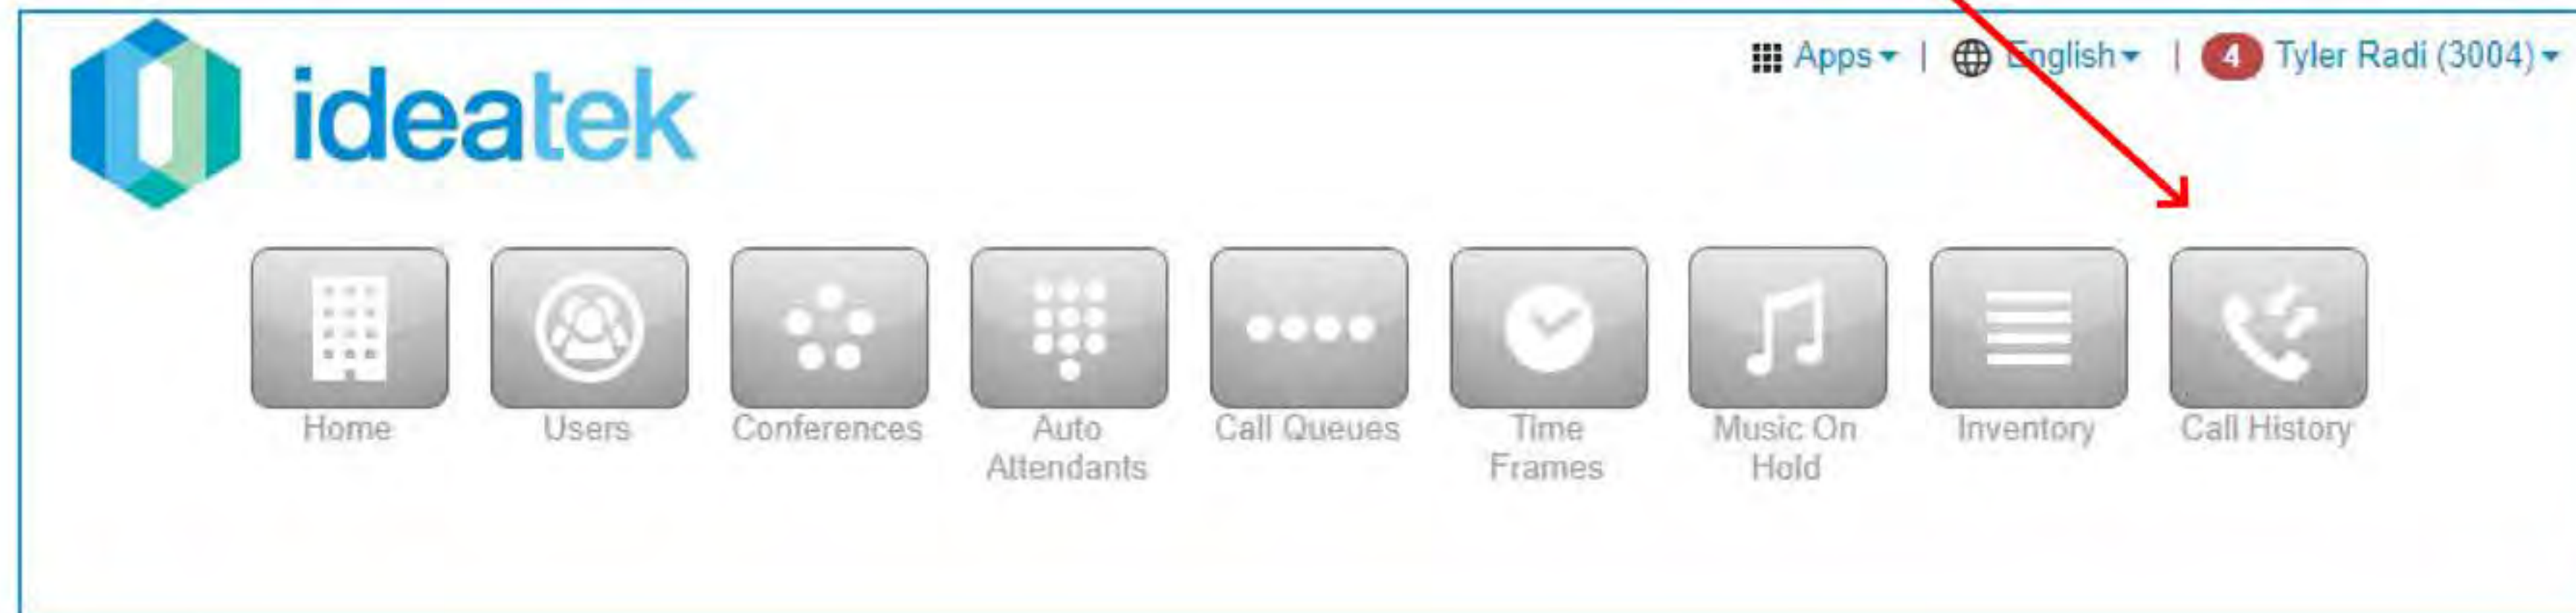 ideatek
Apps | English | 4 Tyler Radi (3004)
Home Users Conferences Auto Attendants Call Queues Time Frames Music On Hold Inventory Call History